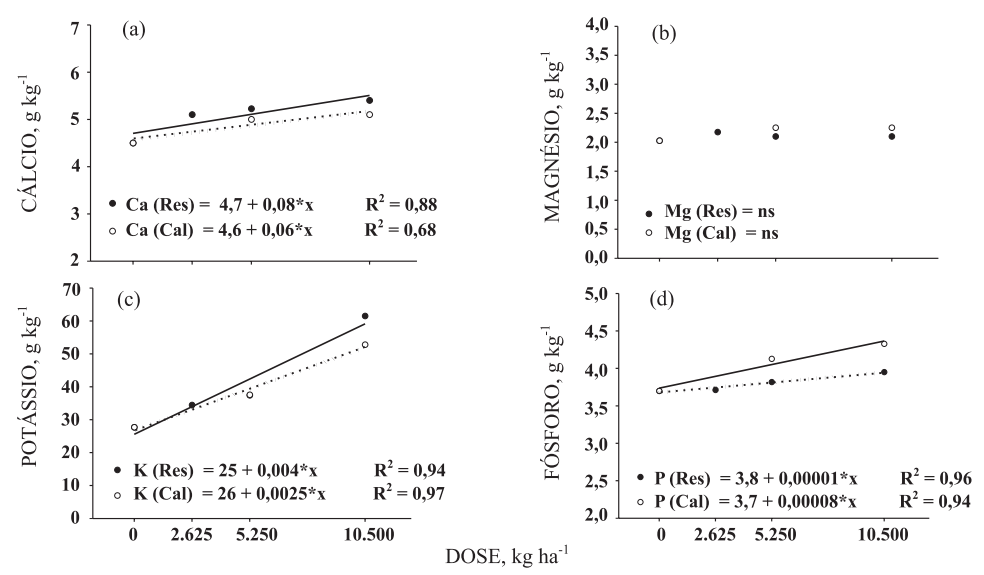 (a)
CÁLCIO, g kg⁻¹
7
6
5
4
3
2
Ca (Res) = 4,7 + 0,08*x R² = 0,88
Ca (Cal) = 4,6 + 0,06*x R² = 0,68
(b)
MAGNÉSIO, g kg⁻¹
4,0
3,5
3,0
2,5
2,0
1,5
1,0
0,5
0,0
Mg (Res) = ns
Mg (Cal) = ns
(c)
POTÁSSIO, g kg⁻¹
70
60
50
40
30
20
10
0
K (Res) = 25 + 0,004*x R² = 0,94
K (Cal) = 26 + 0,0025*x R² = 0,97
0 2.625 5.250 10.500
(d)
FÓSFORO, g kg⁻¹
5,0
4,5
4,0
3,5
3,0
2,5
2,0
P (Res) = 3,8 + 0,00001*x R² = 0,96
P (Cal) = 3,7 + 0,00008*x R² = 0,94
0 2.625 5.250 10.500
DOSE, kg ha⁻¹